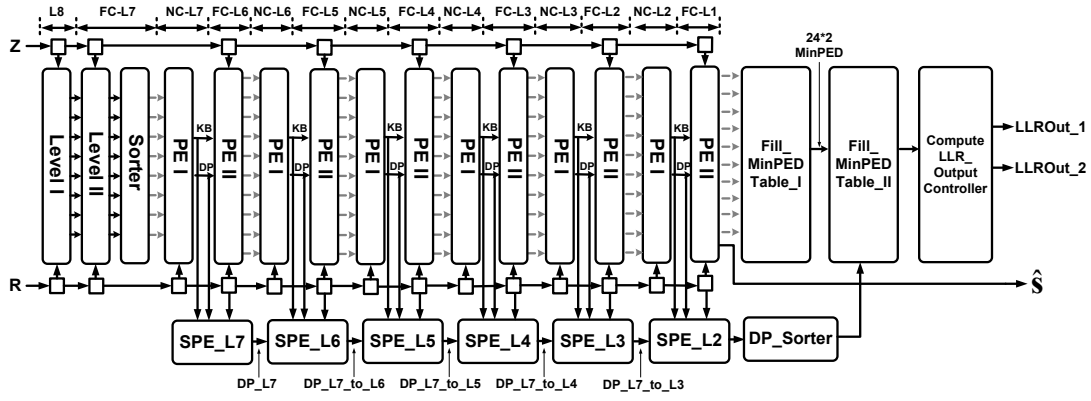 L8 FC-L7 NC-L7 FC-L6 NC-L6 FC-L5 NC-L5 FC-L4 NC-L4 FC-L3 NC-L3 FC-L2 NC-L2 FC-L1
Z
24*2
MinPED
Level I
Level II
Sorter
PE I
KB
DP
PE II
PE I
KB
DP
PE II
PE I
KB
DP
PE II
PE I
KB
DP
PE II
PE I
KB
DP
PE II
PE I
KB
DP
PE II
Fill_
MinPED
Table_I
Fill_
MinPED
Table_II
Compute
LLR_
Output
Controller
LLROut_1
LLROut_2
R
ŝ
SPE_L7 SPE_L6 SPE_L5 SPE_L4 SPE_L3 SPE_L2 DP_Sorter
DP_L7 DP_L7_to_L6 DP_L7_to_L5 DP_L7_to_L4 DP_L7_to_L3